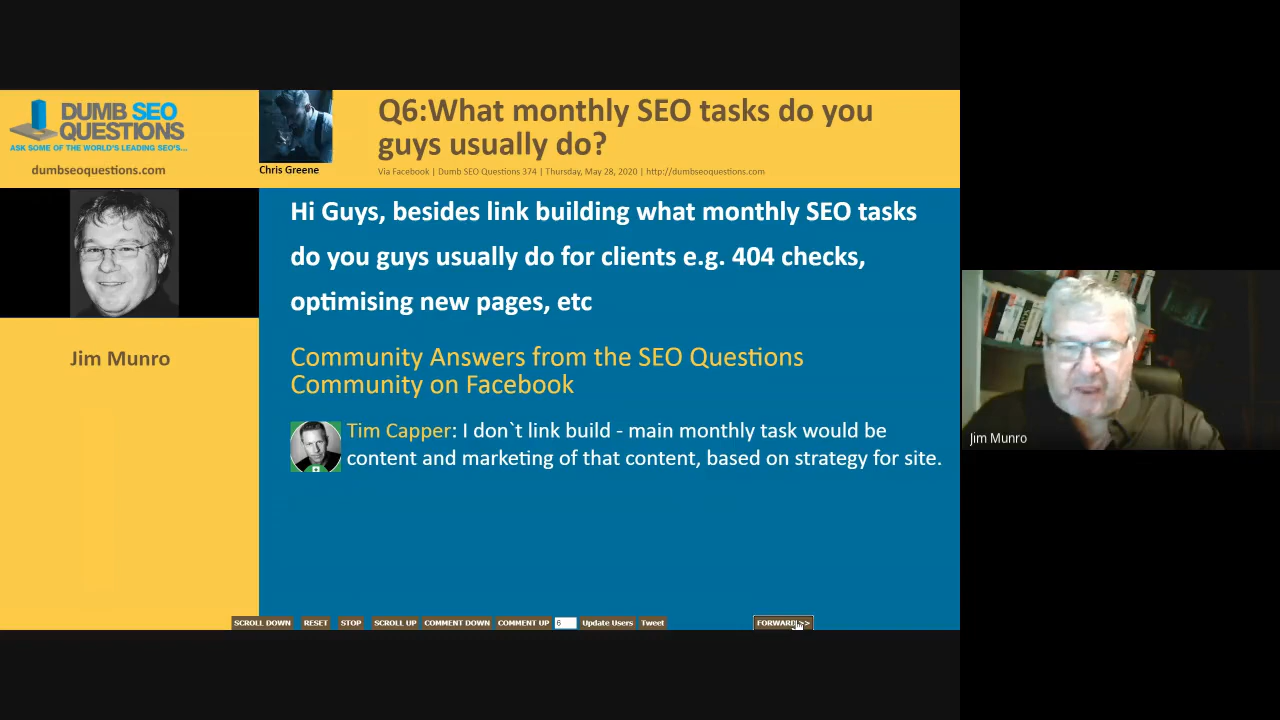 DUMB SEO
QUESTIONS
ASK SOME OF THE WORLD'S LEADING SEO'S...
dumbseoquestions.com
Chris Greene
Q6:What monthly SEO tasks do you
guys usually do?
Via Facebook | Dumb SEO Questions 374 | Thursday, May 28, 2020 | http://dumbseoquestions.com
Jim Munro
Hi Guys, besides link building what monthly SEO tasks
do you guys usually do for clients e.g. 404 checks,
optimising new pages, etc
Community Answers from the SEO Questions
Community on Facebook
Tim Capper: I don`t link build - main monthly task would be
content and marketing of that content, based on strategy for site.
SCROLL DOWN RESET STOP SCROLL UP COMMENT DOWN COMMENT UP 6 Update Users Tweet FORWARD >>
Jim Munro